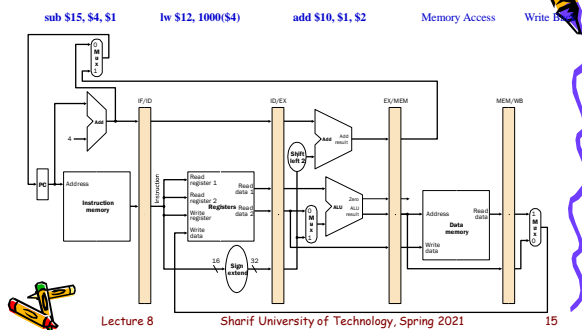 sub $15, $4, $1 lw $12, 1000($4) add $10, $1, $2 Memory Access Write
0
M
u
x
1
IF/ID
ID/EX
EX/MEM
MEM/WB
Add
4
Add Add
result
Shift
left 2
PC
Address
Instruction
memory
Instruction
Read
register 1
Read
register 2
Write
register
Write
data
Registers
Read
data 1
Read
data 2
0
M
u
x
1
Zero
ALU ALU
result
Address
Read
data
Data
memory
Write
data
1
M
u
x
0
16
Sign
extend
32
Lecture 8 Sharif University of Technology, Spring 2021 15